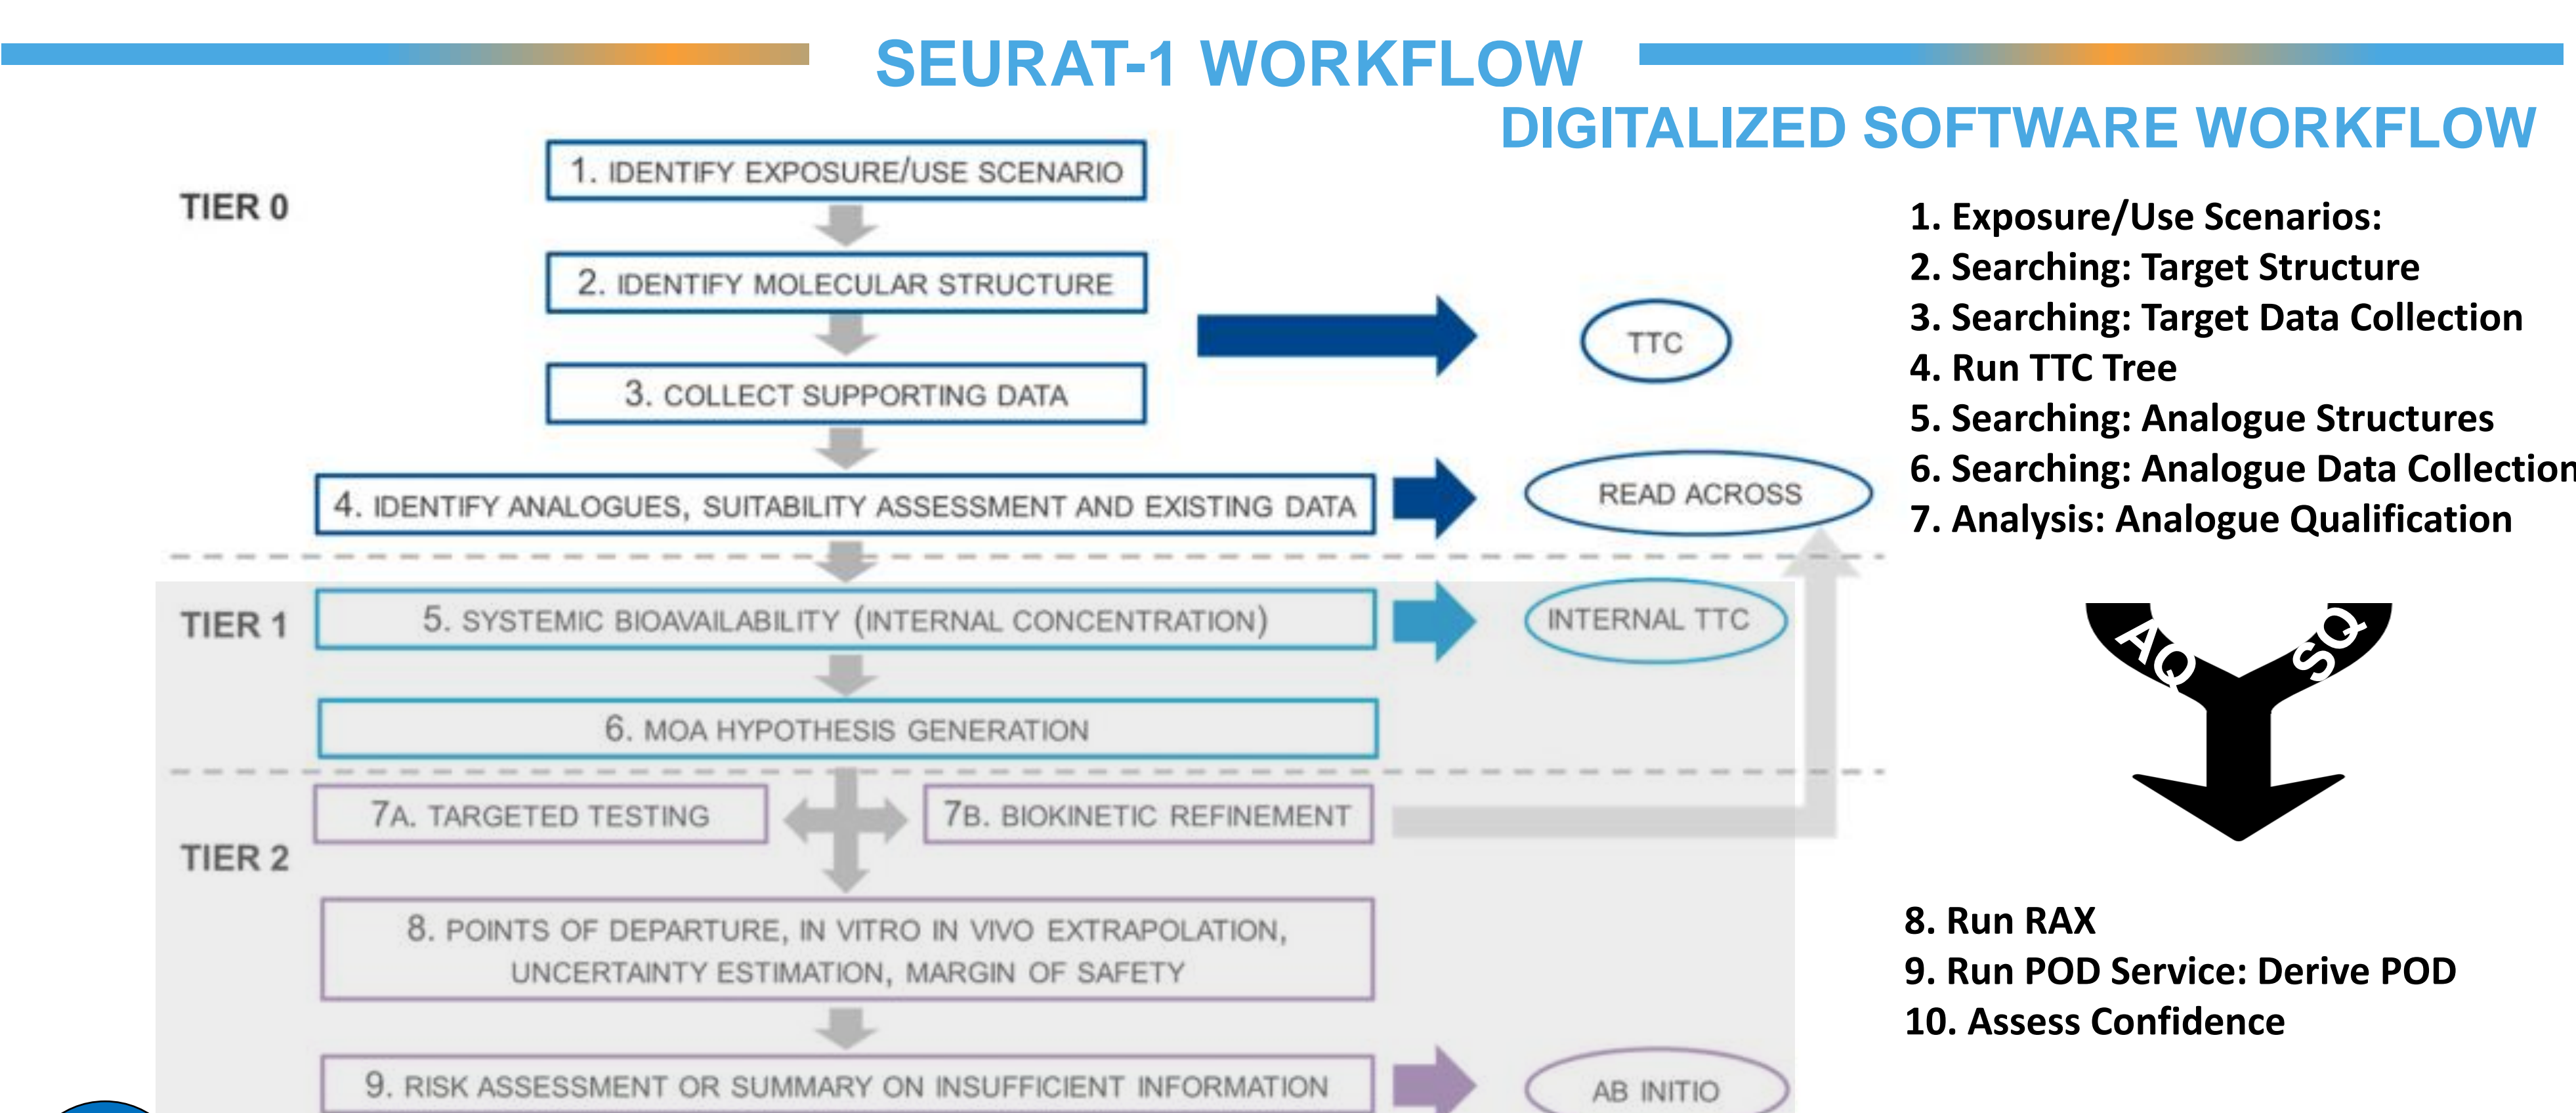 SEURAT-1 WORKFLOW
DIGITALIZED SOFTWARE WORKFLOW
TIER 0
1. IDENTIFY EXPOSURE/USE SCENARIO
2. IDENTIFY MOLECULAR STRUCTURE
3. COLLECT SUPPORTING DATA
TTC
4. IDENTIFY ANALOGUES, SUITABILITY ASSESSMENT AND EXISTING DATA
READ ACROSS
TIER 1
5. SYSTEMIC BIOAVAILABILITY (INTERNAL CONCENTRATION)
INTERNAL TTC
6. MOA HYPOTHESIS GENERATION
TIER 2
7A. TARGETED TESTING
7B. BIOKINETIC REFINEMENT
8. POINTS OF DEPARTURE, IN VITRO IN VIVO EXTRAPOLATION,
UNCERTAINTY ESTIMATION, MARGIN OF SAFETY
9. RISK ASSESSMENT OR SUMMARY ON INSUFFICIENT INFORMATION
AB INITIO
1. Exposure/Use Scenarios:
2. Searching: Target Structure
3. Searching: Target Data Collection
4. Run TTC Tree
5. Searching: Analogue Structures
6. Searching: Analogue Data Collection
7. Analysis: Analogue Qualification
AQ
SQ
8. Run RAX
9. Run POD Service: Derive POD
10. Assess Confidence